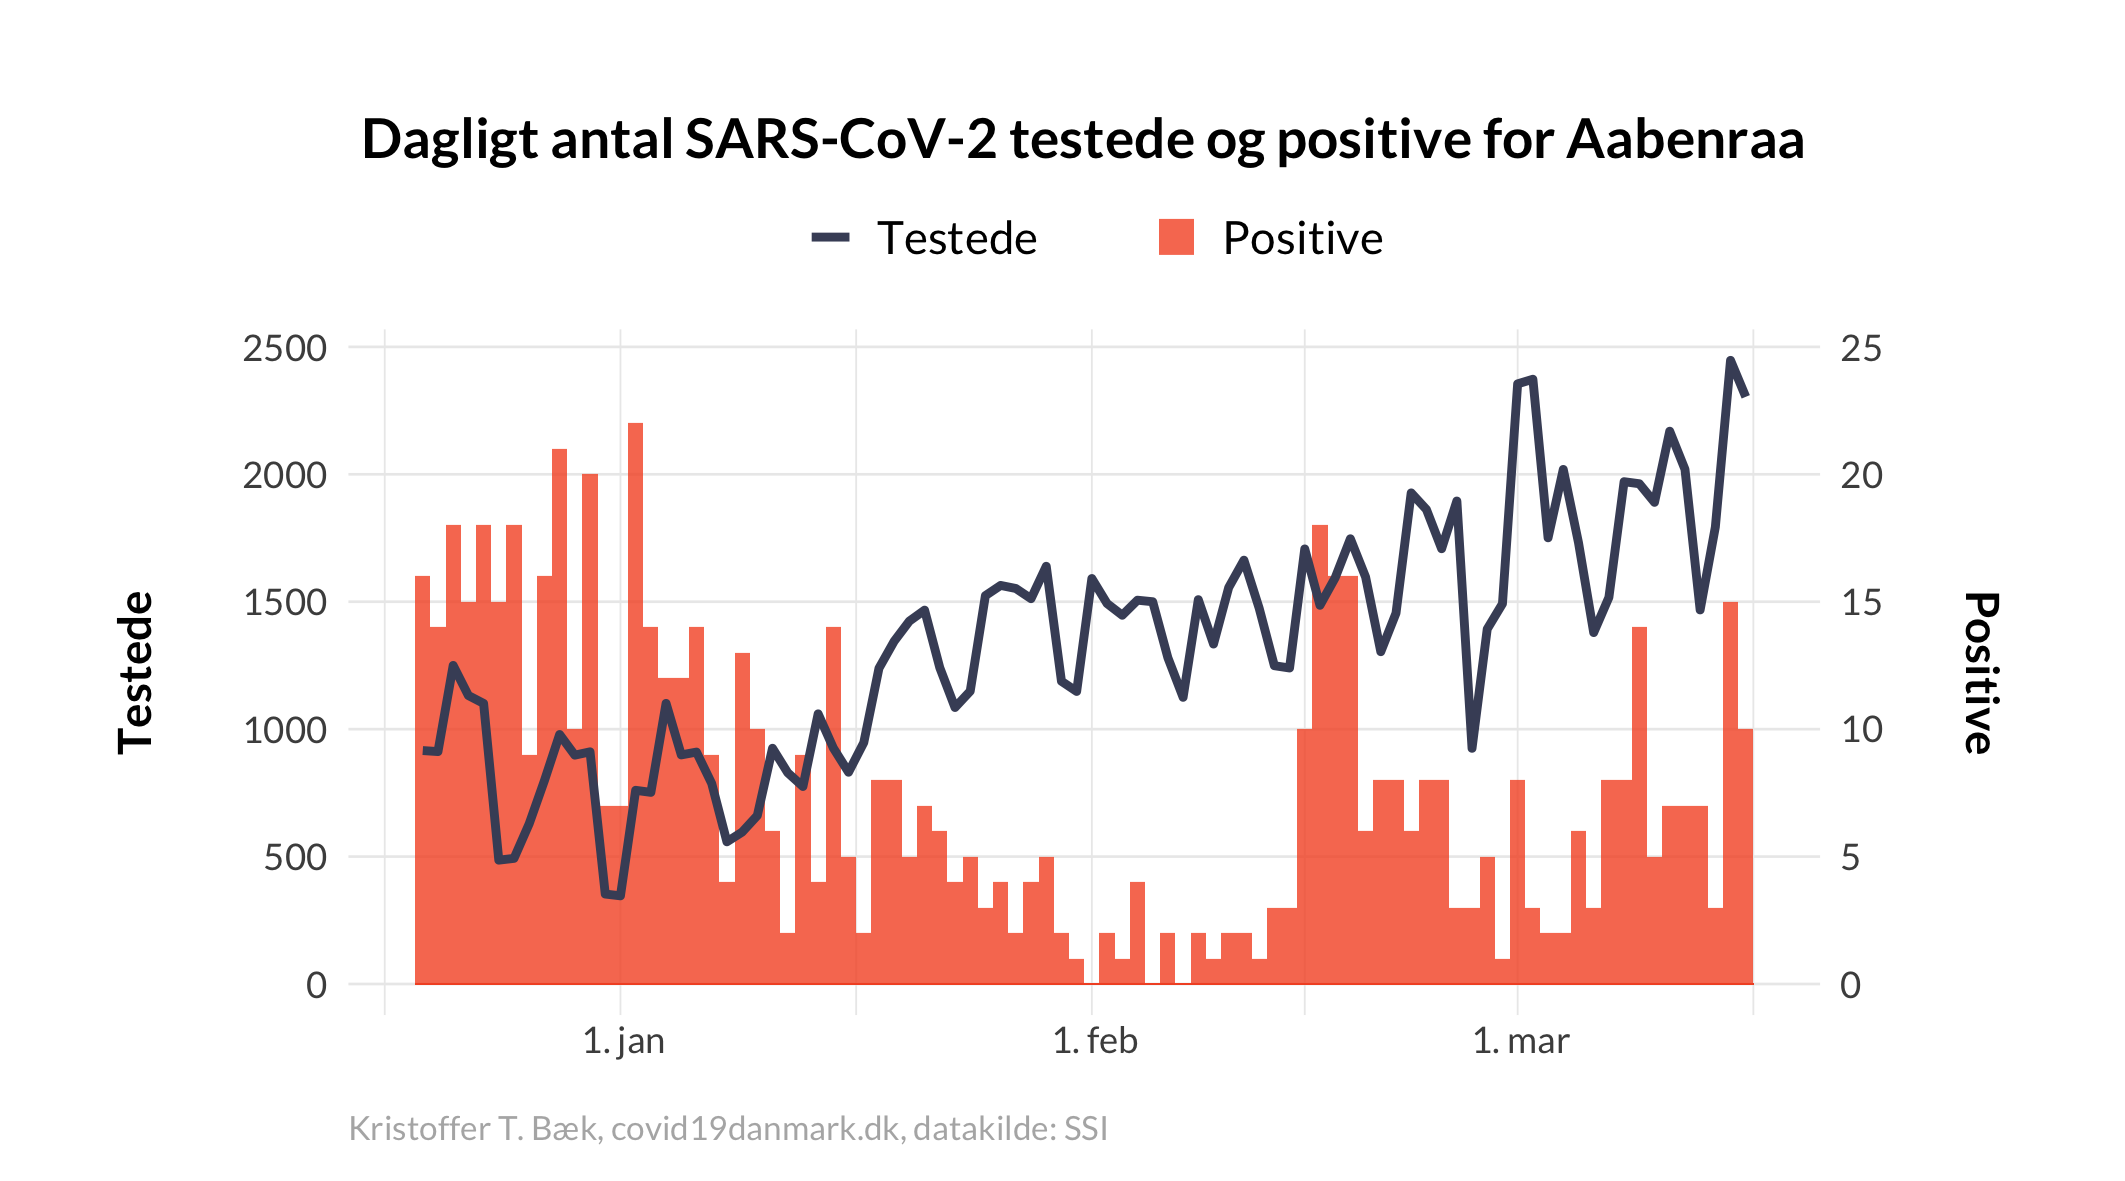 Dagligt antal SARS-CoV-2 testede og positive for Aabenraa
Testede Positive
2500 25
2000 20
1500 15
1000 10
500 5
0 0
Testede
Positive
1. jan 1. feb 1. mar
Kristoffer T. Bæk, covid19danmark.dk, datakilde: SSI